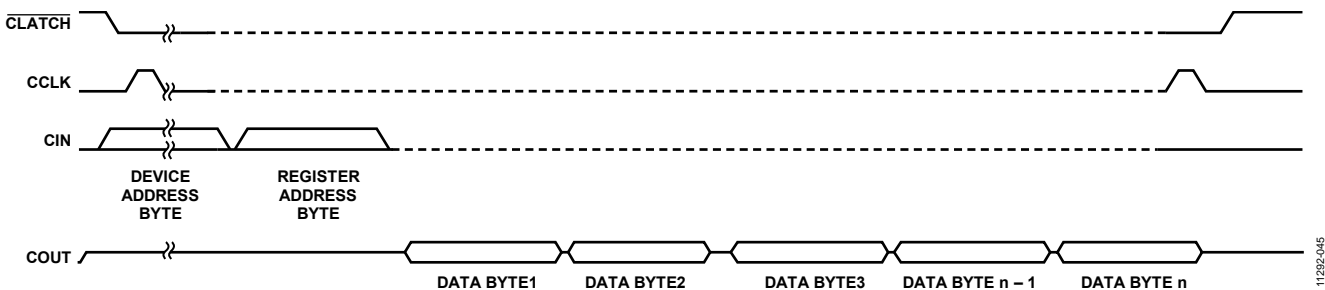 CLATCH
CCLK
CIN
DEVICE
ADDRESS
BYTE
REGISTER
ADDRESS
BYTE
COUT
DATA BYTE1
DATA BYTE2
DATA BYTE3
DATA BYTE n – 1
DATA BYTE n
11292-045